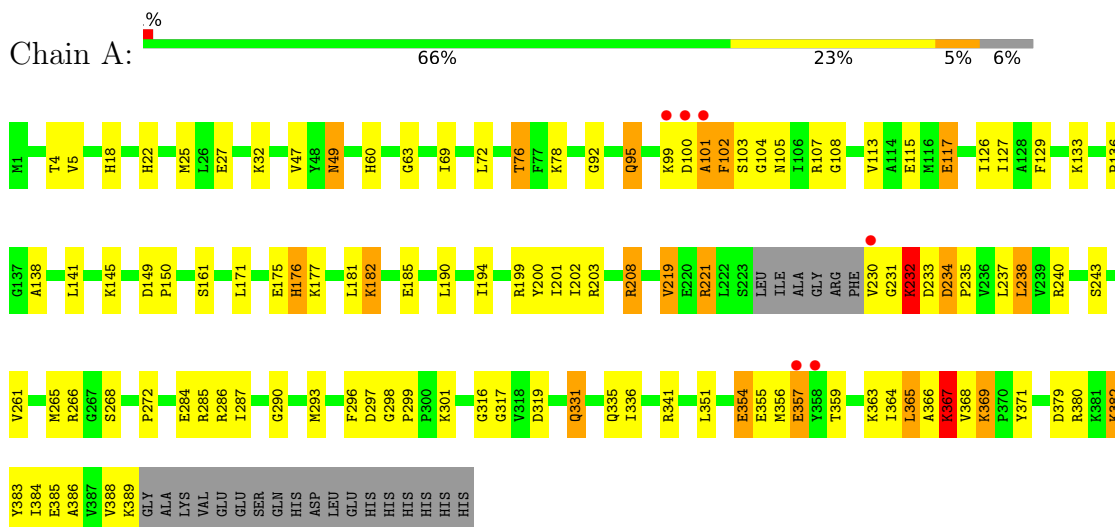 %
Chain A:
66% 23% 5% 6%
M1 T4 V5 H18 H22 M25 L26 E27 K32 V47 Y48 N49 H60 G63 I69 L72 T76 F77 K78 G92 Q95 K99 D100 A101 F102 S103 G104 N105 I106 R107 G108 V113 A114 E115 M116 E117 I126 I127 A128 F129 K133
G137 A138 L141 K145 D149 P150 S161 L171 E175 H176 K177 L181 K182 E185 L190 I194 R199 Y200 I201 I202 R203 R208 V219 E220 R221 L222 S223 LEU ILE ALA GLY ARG PHE V230 G231 K232 D233 D234 P235 V236 L237 L238 V239 R240 S243
V261 M265 R266 G267 S268 P272 E284 R285 R286 I287 G290 M293 F296 D297 G298 P299 P300 K301 G316 G317 V318 D319 Q331 Q335 I336 R341 L351 E354 E355 M356 E357 Y358 T359 K363 I364 L365 A366 K367 V368 K369 P370 Y371 D379 R380 K381 K382
Y383 I384 E385 A386 V387 V388 K389 GLY ALA LYS VAL GLU GLU SER GLN HIS ASP LEU GLU HIS HIS HIS HIS HIS HIS